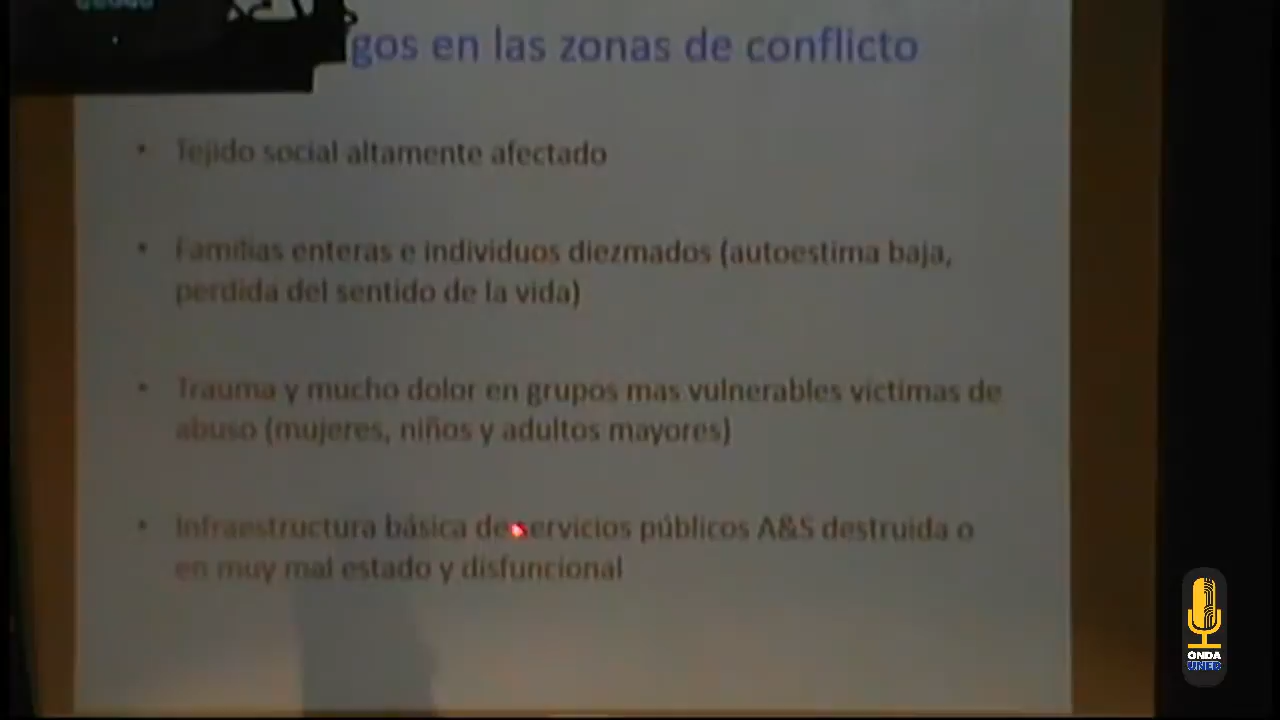 gos en las zonas de conflicto
• Tejido social altamente afectado
• Familias enteras e individuos diezmados (autoestima baja,
perdida del sentido de la vida)
• Trauma y mucho dolor en grupos mas vulnerables victimas de
abuso (mujeres, niños y adultos mayores)
• Infraestructura básica de servicios públicos A&S destruida o
en muy mal estado y disfuncional
ONDA
UNED